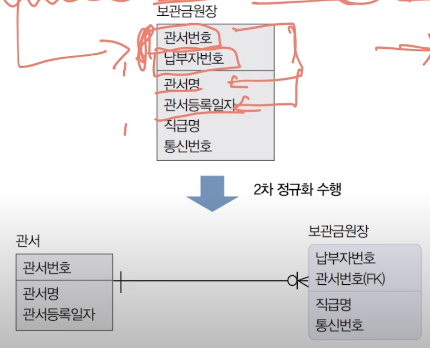 보관금원장
관서번호
납부자번호
관서명
관서등록일자
직급명
통신번호
2차 정규화 수행
관서
관서번호
관서명
관서등록일자
보관금원장
납부자번호
관서번호(FK)
직급명
통신번호